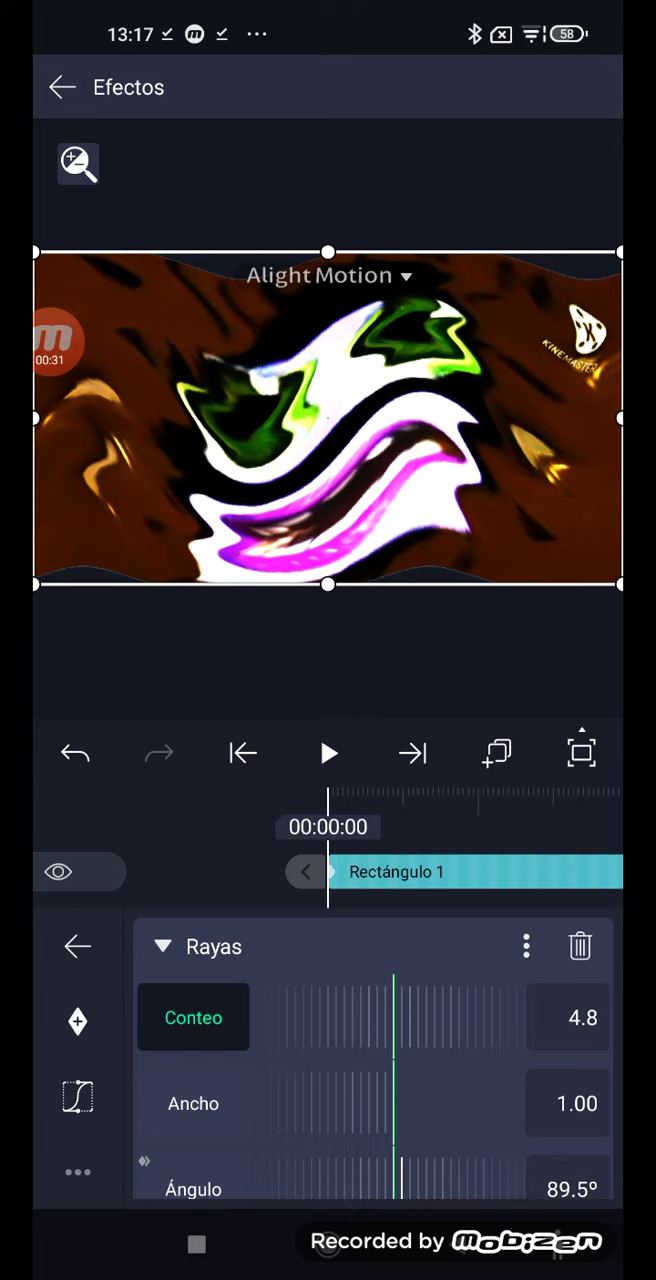 13:17
58
Efectos
Alight Motion
00:31
KINEMASTER
00:00:00
Rectángulo 1
Rayas
Conteo
4.8
Ancho
1.00
Ángulo
89.5º
Recorded by mobizen